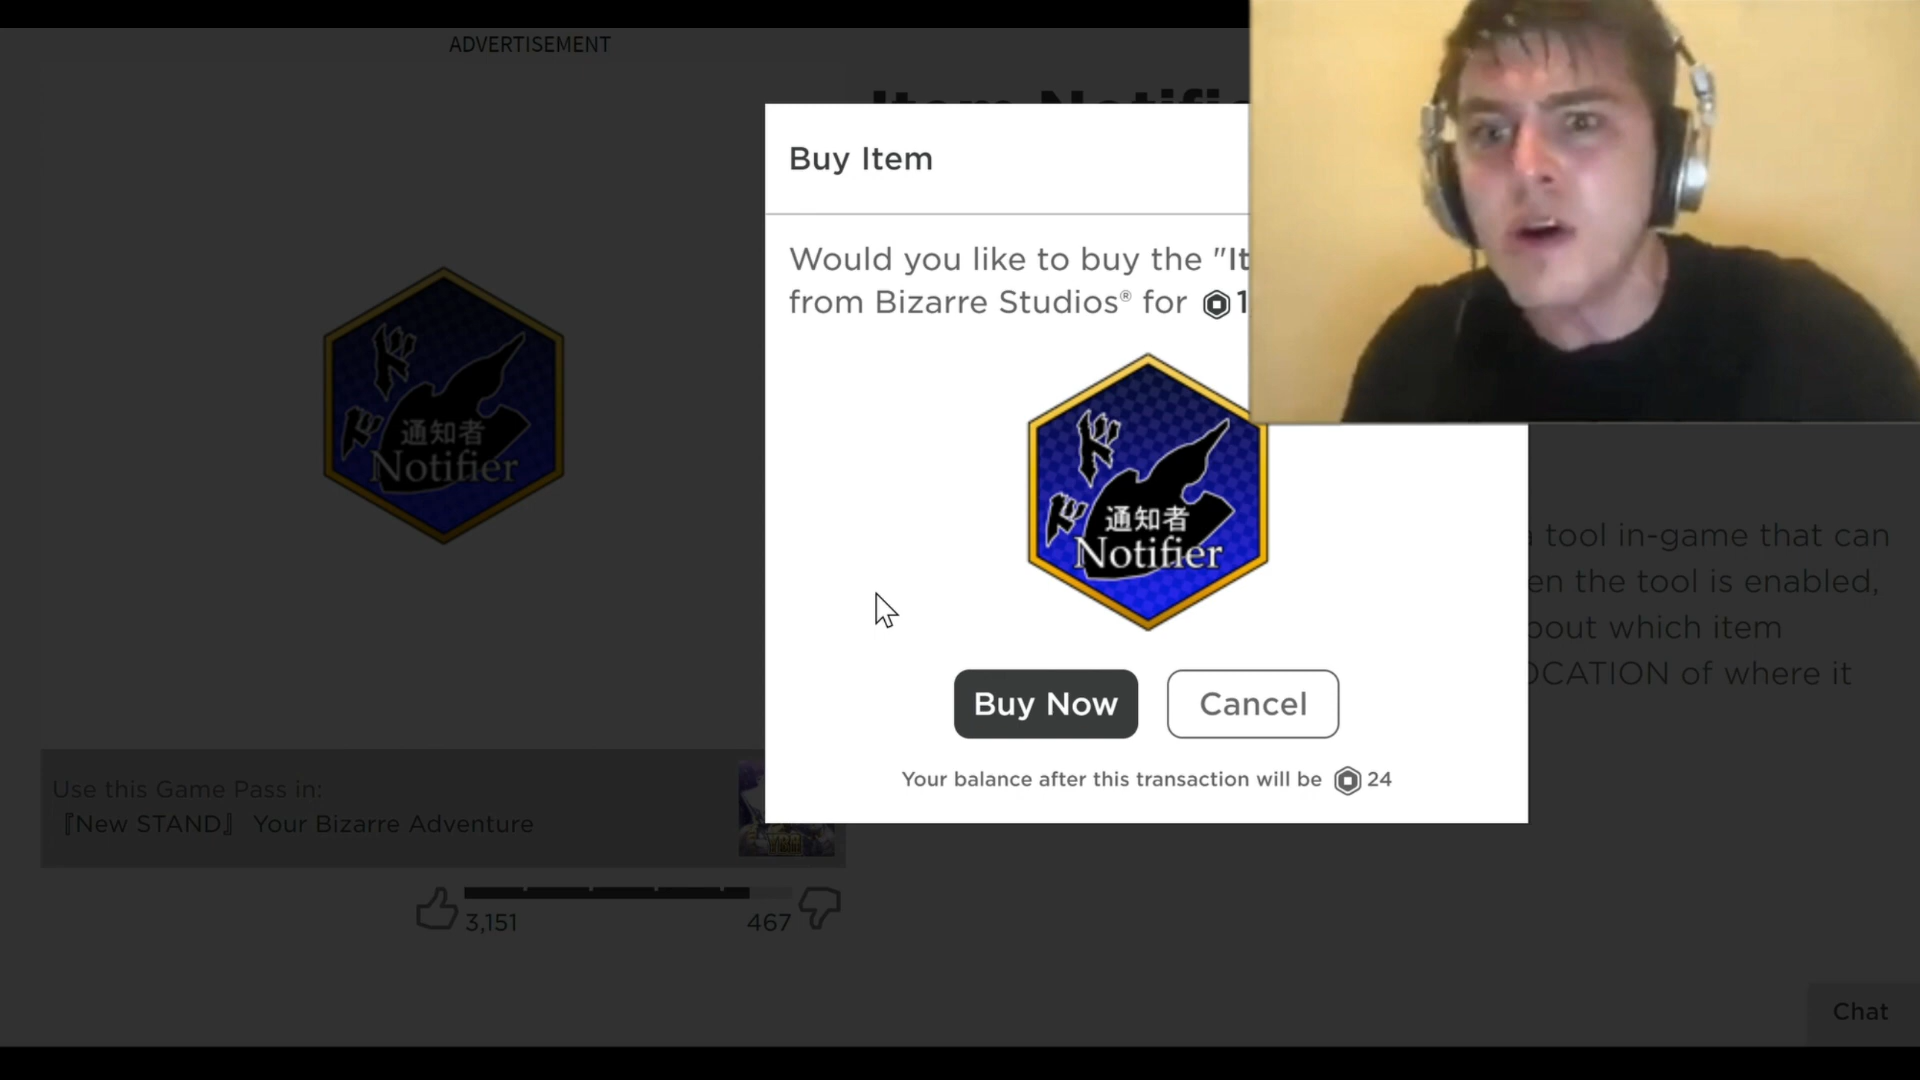 ADVERTISEMENT
Item Notifie
Buy Item
Would you like to buy the "It
from Bizarre Studios® for 1
ド
ド
通知者
Notifier
ド
ド
通知者
Notifier
tool in-game that can
en the tool is enabled,
bout which item
OCATION of where it
Buy Now
Cancel
Your balance after this transaction will be 24
Use this Game Pass in:
『New STAND』 Your Bizarre Adventure
3,151
467
Chat